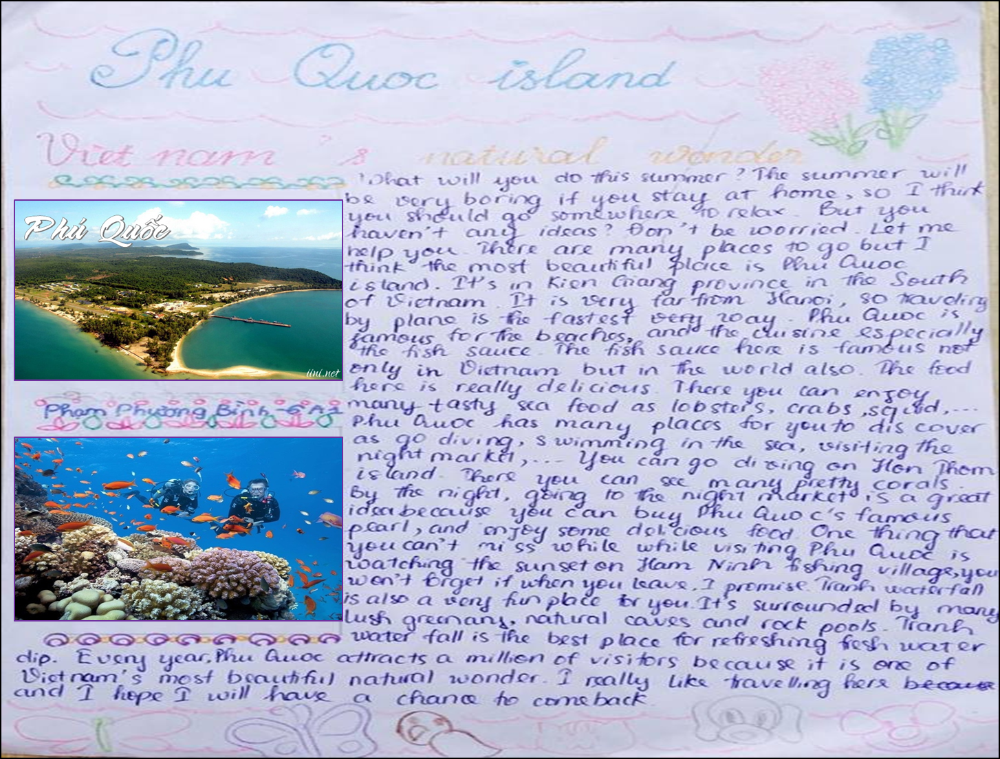 Phu Quoc island
Viet nam 's natural wonder
What will you do this summer? The summer will
be very boring if you stay at home, so I think
you should go somewhere to relax. But you
haven't any ideas? Don't be worried. Let me
help you. There are many places to go but I
think the most beautiful place is Phu Quoc
island. It's in Kien Giang province in the South
of Vietnam. It is very far from Hanoi, so traveling
by plane is the fastest very way. Phu Quoc is
famous for the beaches, and the cuisine especially
the fish sauce. The fish sauce here is famous not
only in Vietnam but in the world also. The food
here is really delicious. There you can enjoy
many tasty sea food as lobsters, crabs, squid,...
Phu Quoc has many places for you to discover
as go diving, swimming in the sea, visiting the
night market,... You can go diving on Hon Thom
island. There you can see many pretty corals.
By the night, going to the night market is a great
idea because you can buy Phu Quoc's famous
pearl, and enjoy some delicious food. One thing that
you can't miss while while visiting Phu Quoc is
watching the sunset on Ham Ninh fishing village, you
won't forget it when you leave, I promise. Tranh waterfall
is also a very fun place for you. It's surrounded by many
lush greenary, natural caves and rock pools. Tranh
water fall is the best place for refreshing fresh water
dip. Every year, Phu Quoc attracts a million of visitors because it is one of
Vietnam's most beautiful natural wonder. I really like travelling here because
and I hope I will have a chance to come back.
Phú Quốc
iini.net
Phạm Phương Bình - 6A1